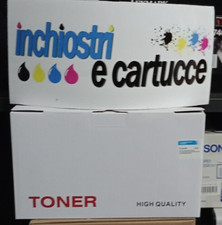 inchiostri
e cartucce
SON
TONER
HIGH QUALITY